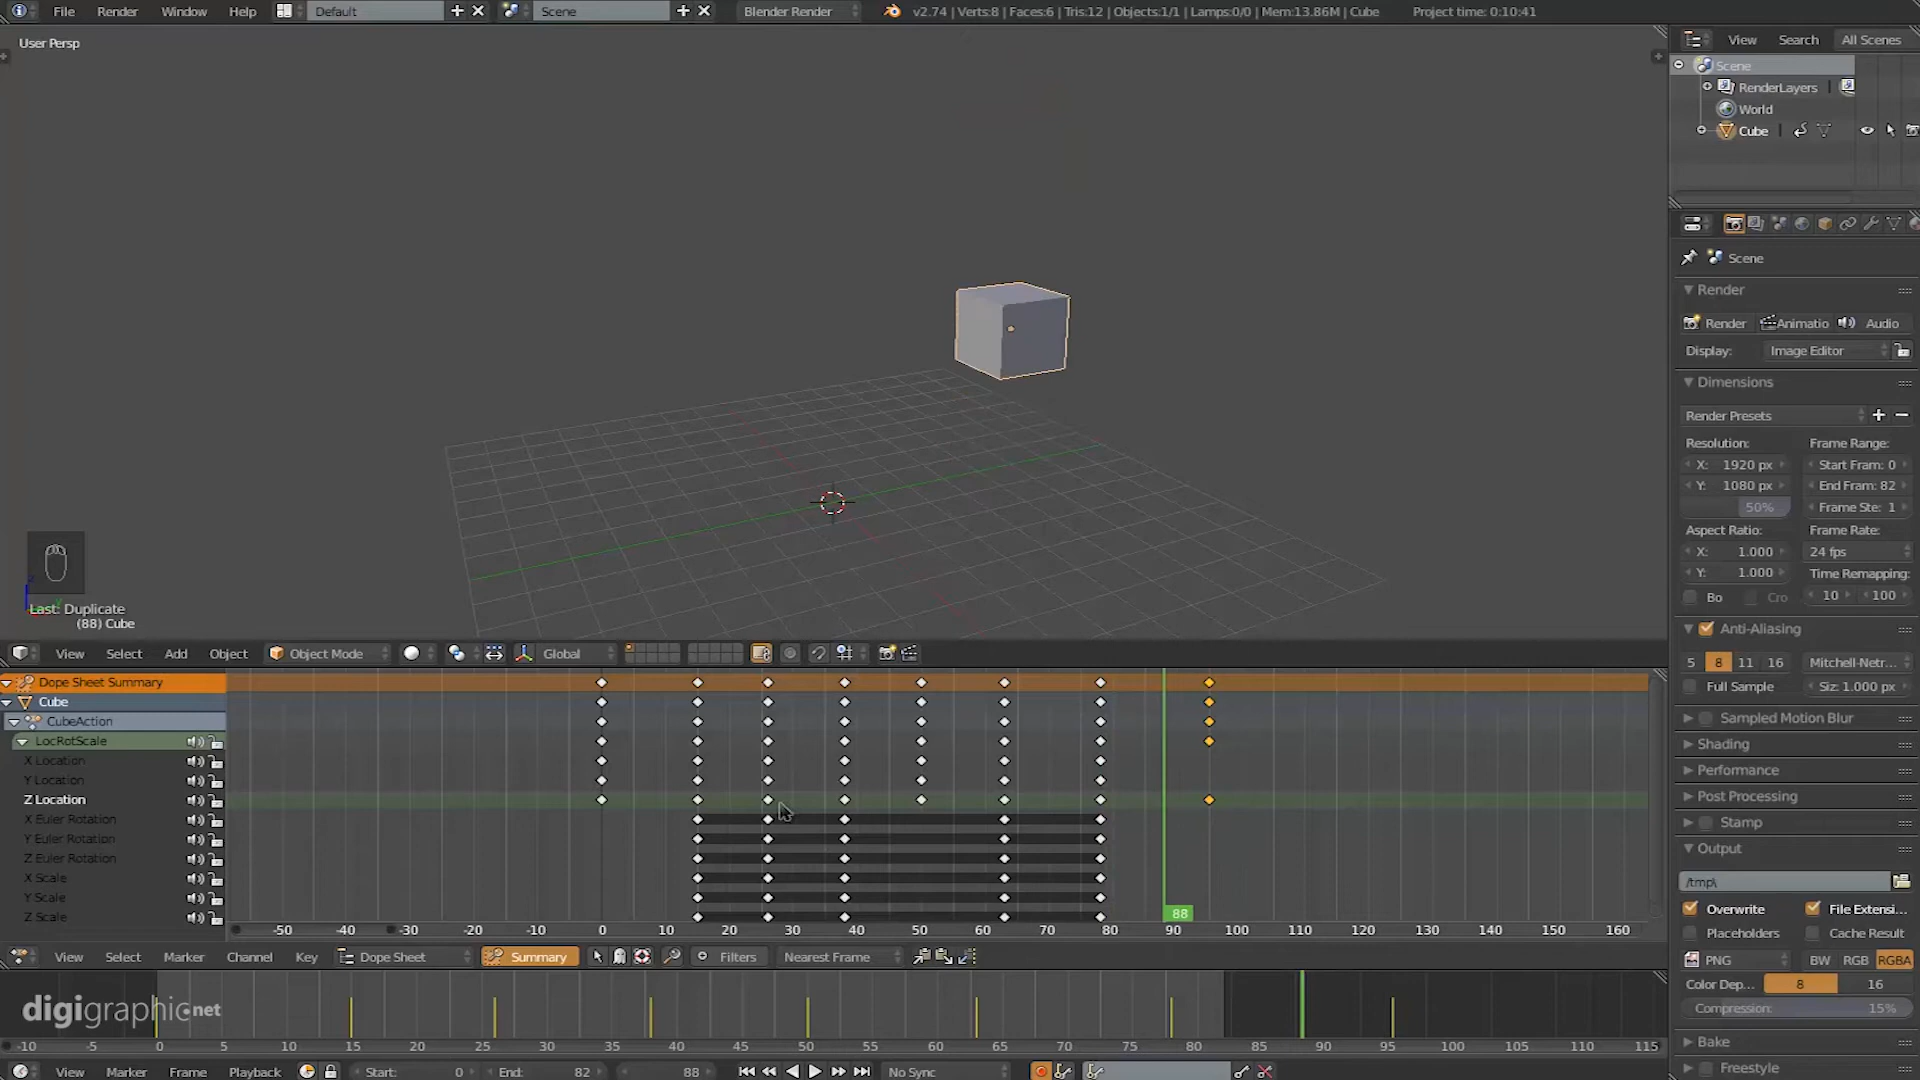 File Render Window Help Default Scene Blender Render v2.74 | Verts:8 | Faces:6 | Tris:12 | Objects:1/1 | Lamps:0/0 | Mem:13.86M | Cube Project time: 0:10:41
User Persp
View Search All Scenes
Scene
RenderLayers
World
Cube
Scene
Render
Render Animatio Audio
Display: Image Editor
Dimensions
Render Presets
Resolution: Frame Range:
X: 1920 px Start Fram: 0
Y: 1080 px End Fram: 82
50% Frame Ste: 1
Aspect Ratio: Frame Rate:
X: 1.000 24 fps
Y: 1.000 Time Remapping:
Bo Cro 10 100
Anti-Aliasing
5 8 11 16 Mitchell-Netr...
Full Sample Siz: 1.000 px
Sampled Motion Blur
Shading
Performance
Post Processing
Stamp
Output
/tmp\
Overwrite File Extensi...
Placeholders Cache Result
PNG BW RGB RGBA
Color Dep... 8 16
Compression: 15%
Bake
Freestyle
Last: Duplicate
(88) Cube
View Select Add Object Object Mode Global
Dope Sheet Summary
Cube
CubeAction
LocRotScale
X Location
Y Location
Z Location
X Euler Rotation
Y Euler Rotation
Z Euler Rotation
X Scale
Y Scale
Z Scale
88
-50 -40 -30 -20 -10 0 10 20 30 40 50 60 70 80 90 100 110 120 130 140 150 160
View Select Marker Channel Key Dope Sheet Summary Filters Nearest Frame
digigraphic.net
-10 -5 0 5 10 15 20 25 30 35 40 45 50 55 60 65 70 75 80 85 90 95 100 105 110 115
View Marker Frame Playback Start: 0 End: 82 88 No Sync